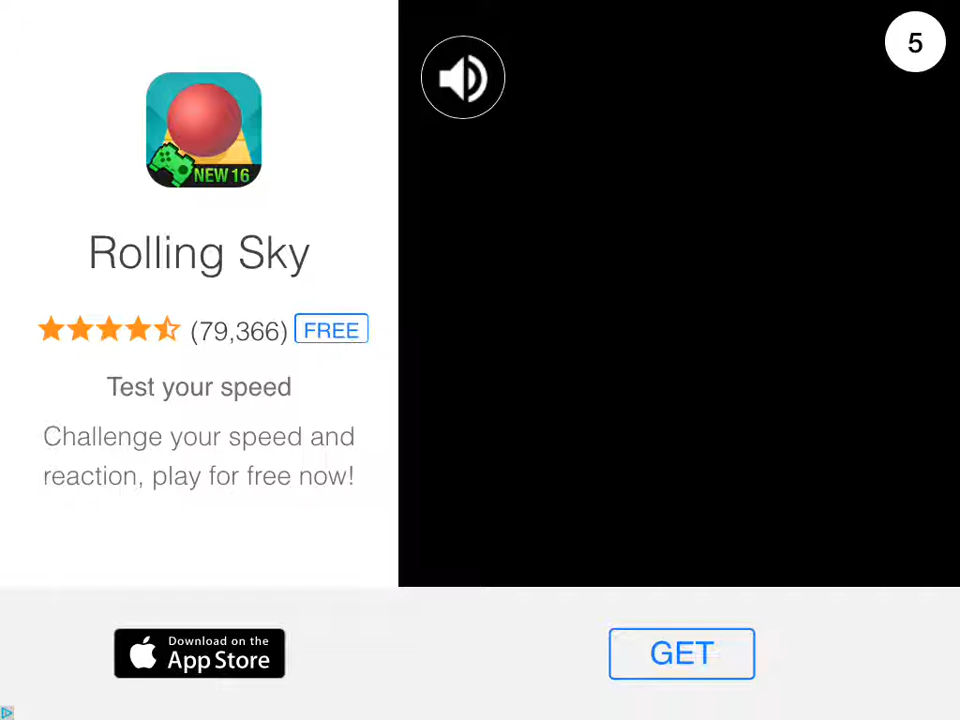 5
NEW 16
Rolling Sky
(79,366) FREE
Test your speed
Challenge your speed and
reaction, play for free now!
Download on the
App Store
GET